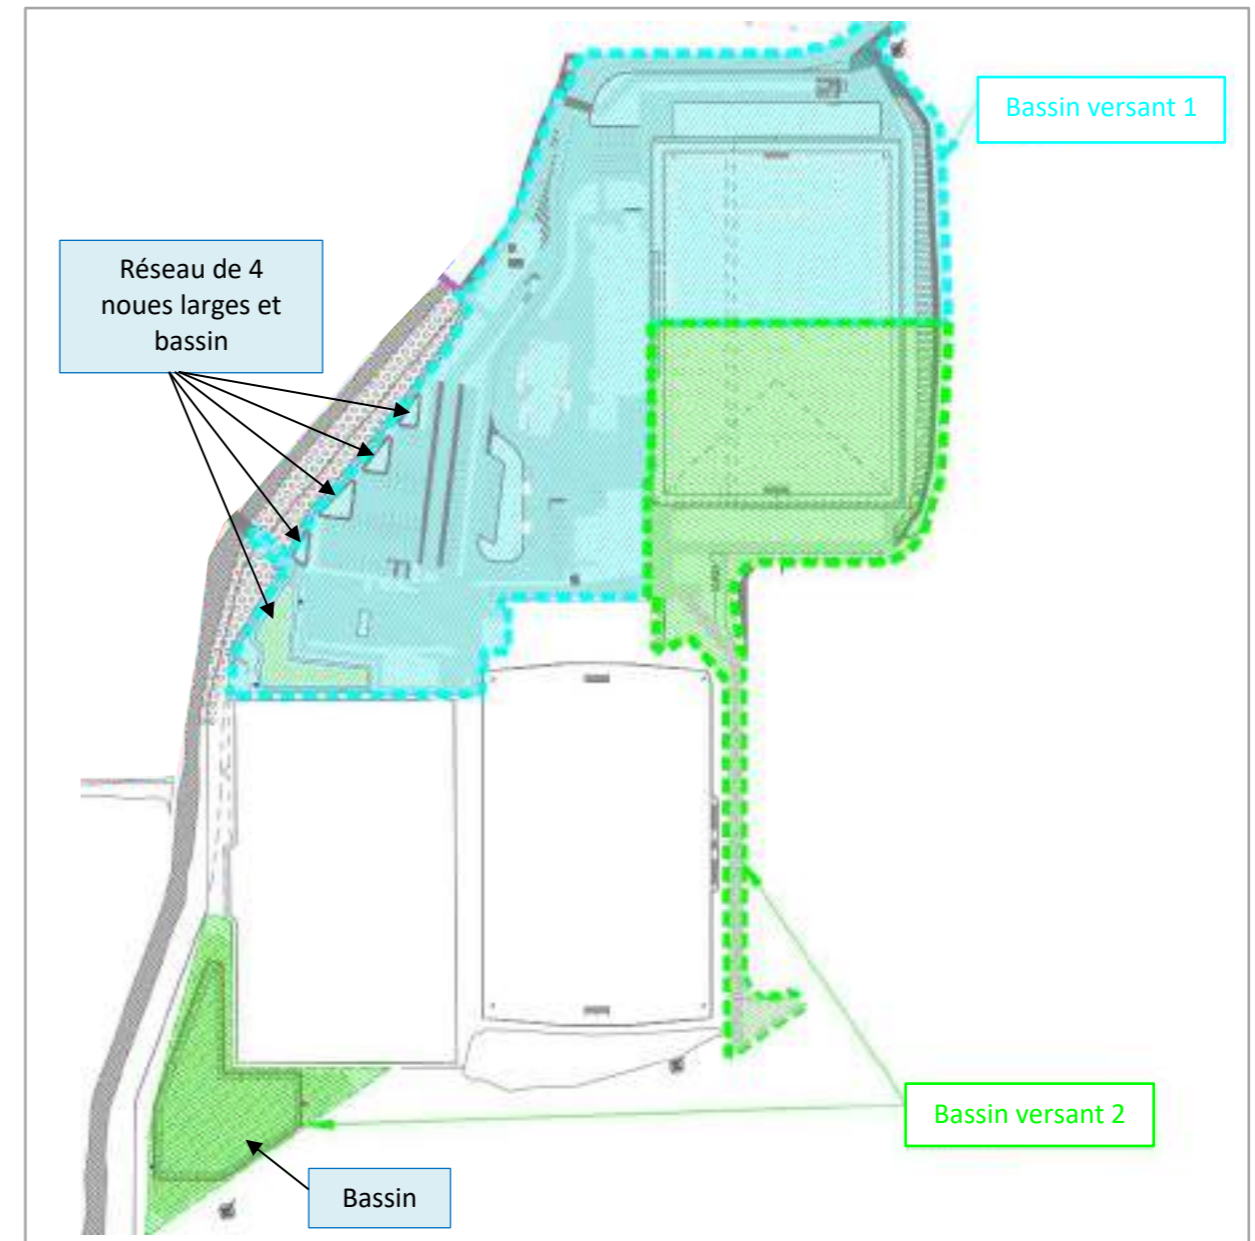 Bassin versant 1
Réseau de 4
noues larges et
bassin
Bassin versant 2
Bassin